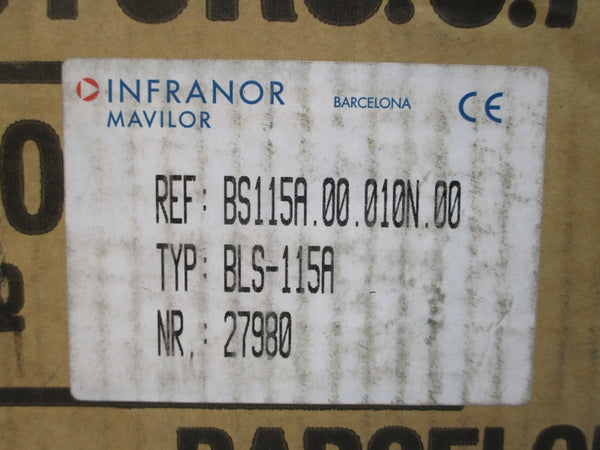 INFRANOR BARCELONA CE
MAVILOR
REF: BS115A.00.010N.00
TYP: BLS-115A
NR.: 27980